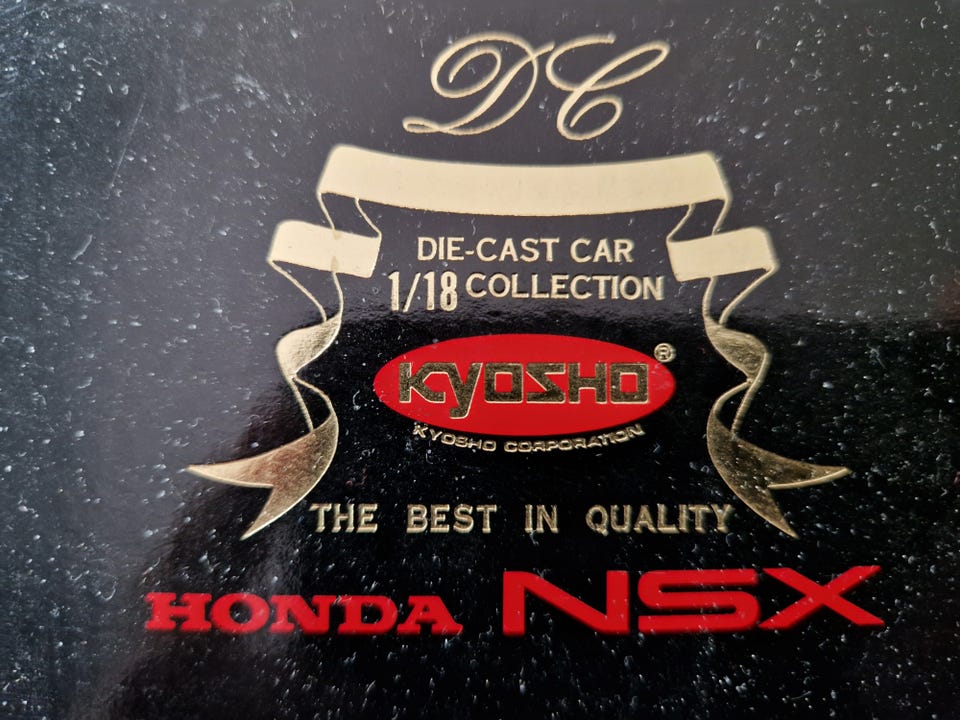 DC
DIE-CAST CAR
1/18 COLLECTION
KYOSHO®
KYOSHO CORPORATION
THE BEST IN QUALITY
HONDA NSX